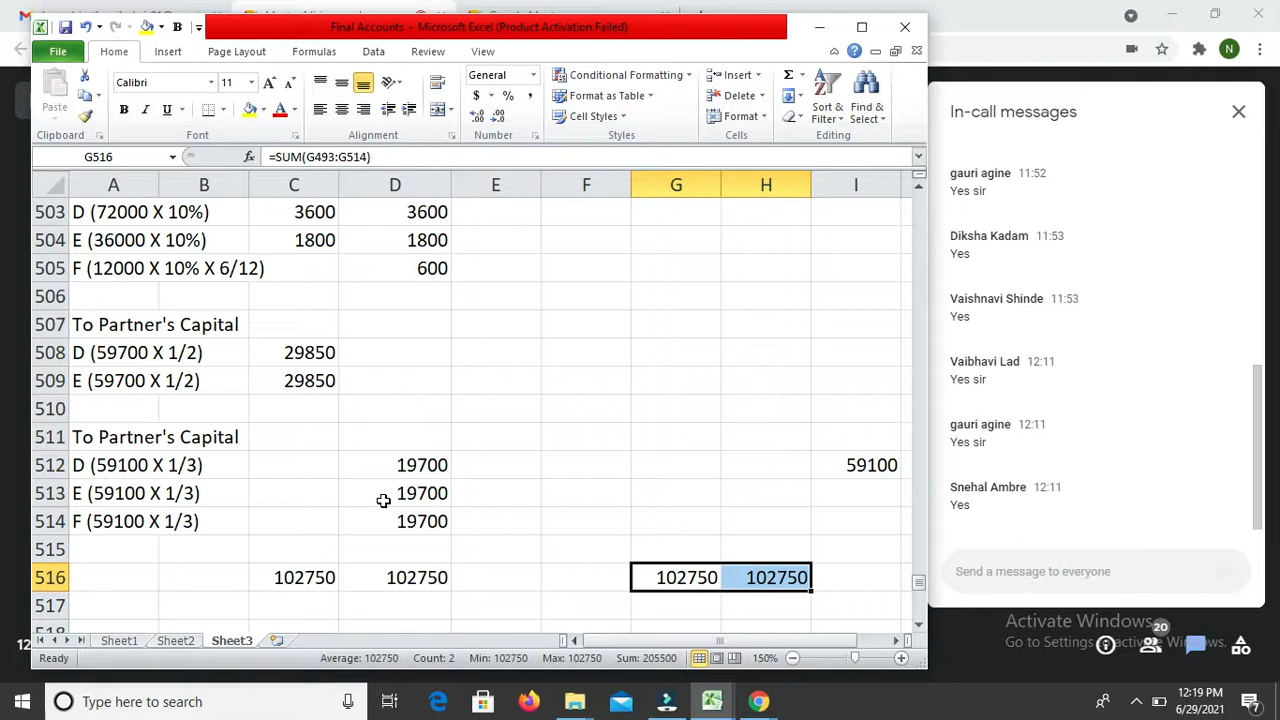 Final Accounts - Microsoft Excel (Product Activation Failed)
File Home Insert Page Layout Formulas Data Review View
Calibri 11 General Conditional Formatting Insert
Paste B I U Format as Table Delete Sort & Filter Find & Select
$ % , Cell Styles Format
Clipboard Font Alignment Number Styles Cells Editing
G516 fx =SUM(G493:G514)
A B C D E F G H I
503 D (72000 X 10%) 3600 3600
504 E (36000 X 10%) 1800 1800
505 F (12000 X 10% X 6/12) 600
506
507 To Partner's Capital
508 D (59700 X 1/2) 29850
509 E (59700 X 1/2) 29850
510
511 To Partner's Capital
512 D (59100 X 1/3) 19700 59100
513 E (59100 X 1/3) 19700
514 F (59100 X 1/3) 19700
515
516 102750 102750 102750 102750
517
Sheet1 Sheet2 Sheet3
Ready Average: 102750 Count: 2 Min: 102750 Max: 102750 Sum: 205500 150%
N
In-call messages
gauri agine 11:52
Yes sir
Diksha Kadam 11:53
Yes
Vaishnavi Shinde 11:53
Yes
Vaibhavi Lad 12:11
Yes sir
gauri agine 12:11
Yes sir
Snehal Ambre 12:11
Yes
Send a message to everyone
Activate Windows
Go to Settings to activate Windows.
20
12
Type here to search
12:19 PM
6/29/2021
7